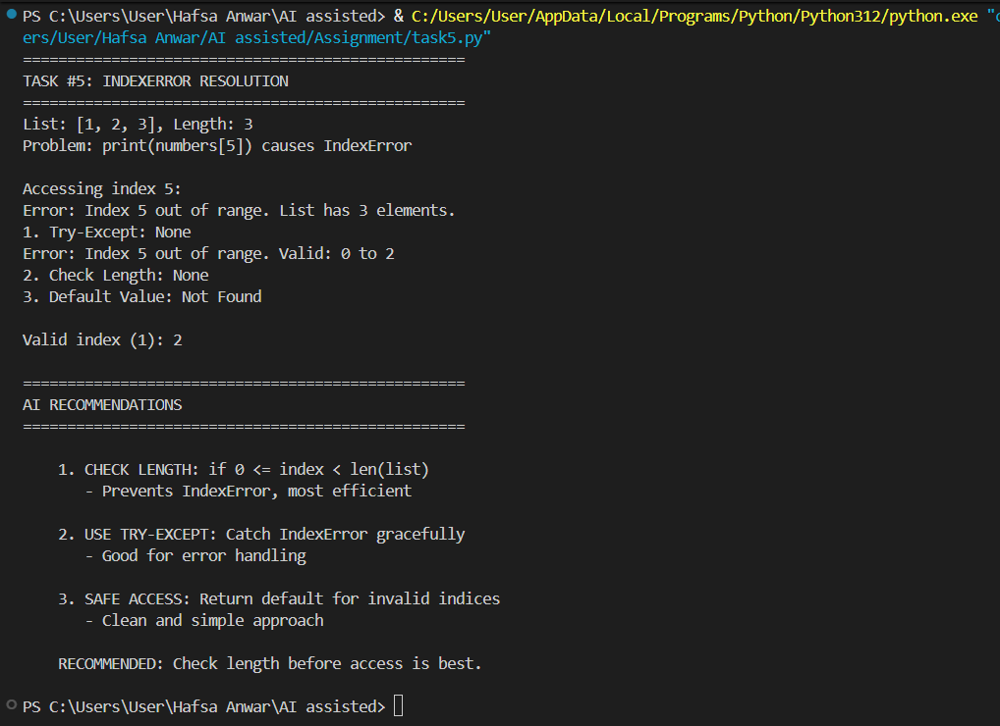 PS C:\Users\User\Hafsa Anwar\AI assisted> & C:/Users/User/AppData/Local/Programs/Python/Python312/python.exe "c
ers/User/Hafsa Anwar/AI assisted/Assignment/task5.py"
==================================================
TASK #5: INDEXERROR RESOLUTION
==================================================
List: [1, 2, 3], Length: 3
Problem: print(numbers[5]) causes IndexError
Accessing index 5:
Error: Index 5 out of range. List has 3 elements.
1. Try-Except: None
Error: Index 5 out of range. Valid: 0 to 2
2. Check Length: None
3. Default Value: Not Found
Valid index (1): 2
==================================================
AI RECOMMENDATIONS
==================================================
1. CHECK LENGTH: if 0 <= index < len(list)
- Prevents IndexError, most efficient
2. USE TRY-EXCEPT: Catch IndexError gracefully
- Good for error handling
3. SAFE ACCESS: Return default for invalid indices
- Clean and simple approach
RECOMMENDED: Check length before access is best.
PS C:\Users\User\Hafsa Anwar\AI assisted>